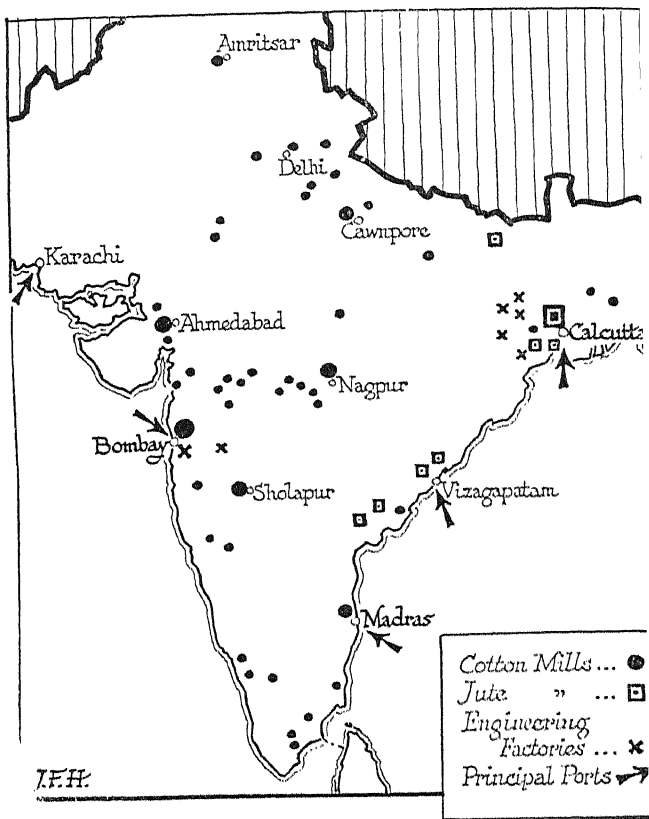 Amritsar
Delhi
Cawnpore
Karachi
Ahmedabad
Calcutta
Nagpur
Bombay
Sholapur
Vizagapatam
Madras
Cotton Mills ...
Jute " ...
Engineering
Factories ...
Principal Ports
J.F.H.